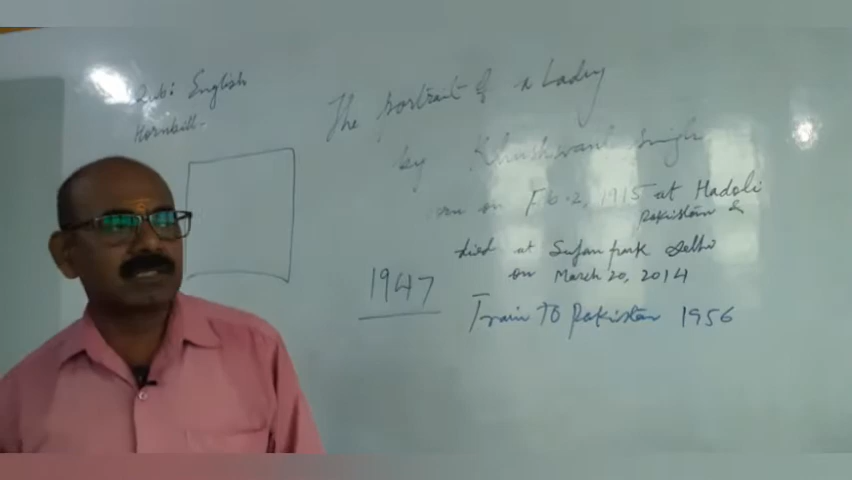 Sub: English
Hornbill-
The portrait of a Lady
by Khushwant Singh
on Feb.2, 1915 at Hadoli
Pakistan &
died at Sujan park Delhi
on March 20, 2014
1947
Train to Pakistan 1956